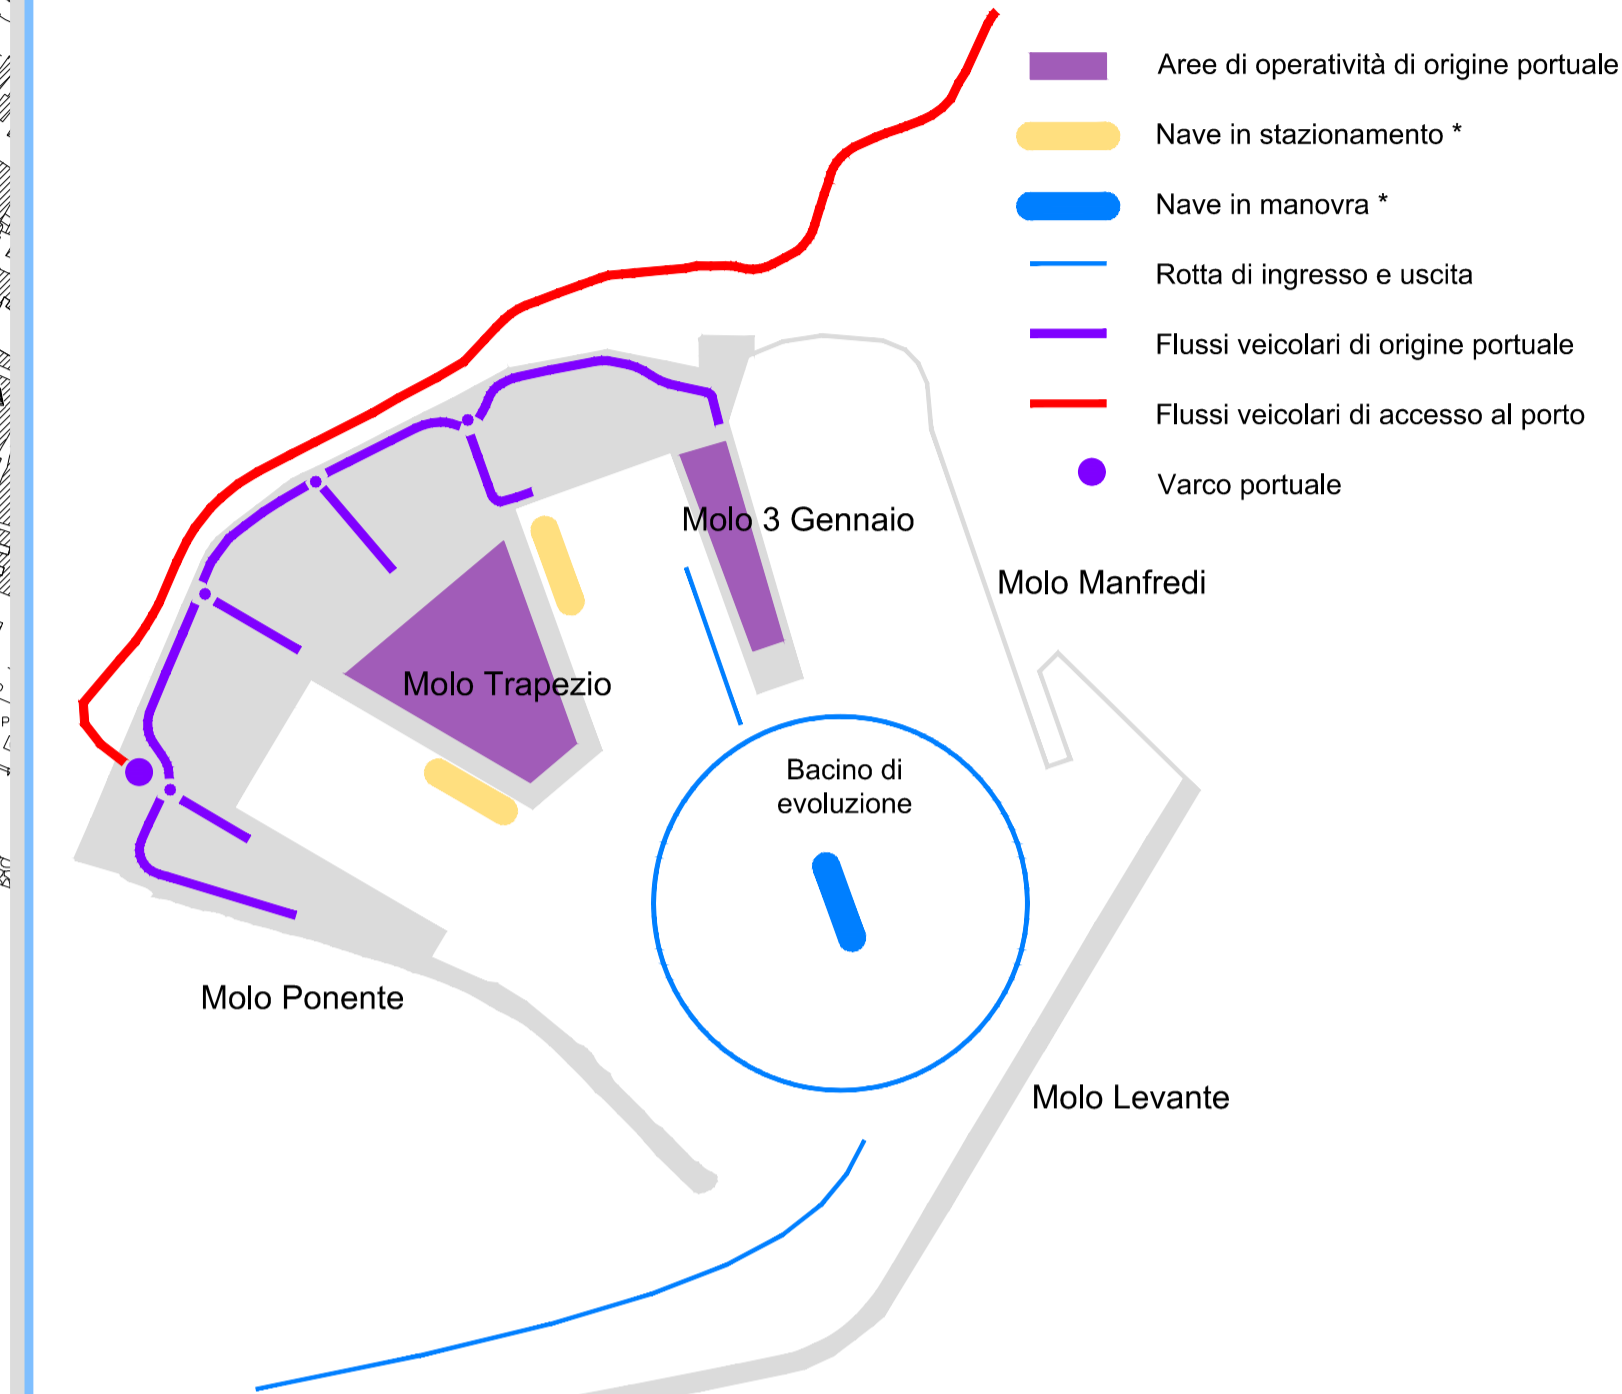 Aree di operatività di origine portuale
Nave in stazionamento *
Nave in manovra *
Rotta di ingresso e uscita
Flussi veicolari di origine portuale
Flussi veicolari di accesso al porto
Varco portuale
Molo 3 Gennaio
Molo Manfredi
Molo Trapezio
Bacino di
evoluzione
Molo Ponente
Molo Levante
P